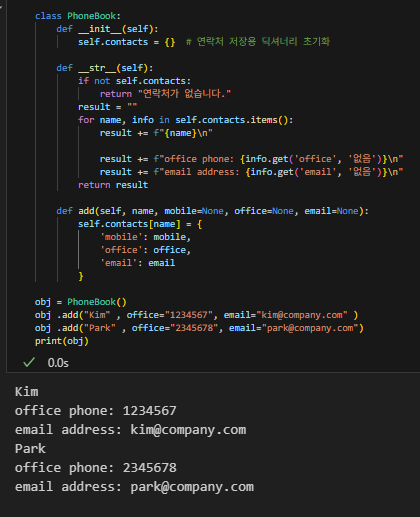 class PhoneBook:
    def __init__(self):
        self.contacts = {}  # 연락처 저장용 딕셔너리 초기화

    def __str__(self):
        if not self.contacts:
            return "연락처가 없습니다."
        result = ""
        for name, info in self.contacts.items():
            result += f"{name}\n"

            result += f"office phone: {info.get('office', '없음')}\n"
            result += f"email address: {info.get('email', '없음')}\n"
        return result

    def add(self, name, mobile=None, office=None, email=None):
        self.contacts[name] = {
            'mobile': mobile,
            'office': office,
            'email': email
        }

obj = PhoneBook()
obj .add("Kim" , office="1234567", email="kim@company.com" )
obj .add("Park" , office="2345678", email="park@company.com")
print(obj)
0.0s
Kim
office phone: 1234567
email address: kim@company.com
Park
office phone: 2345678
email address: park@company.com